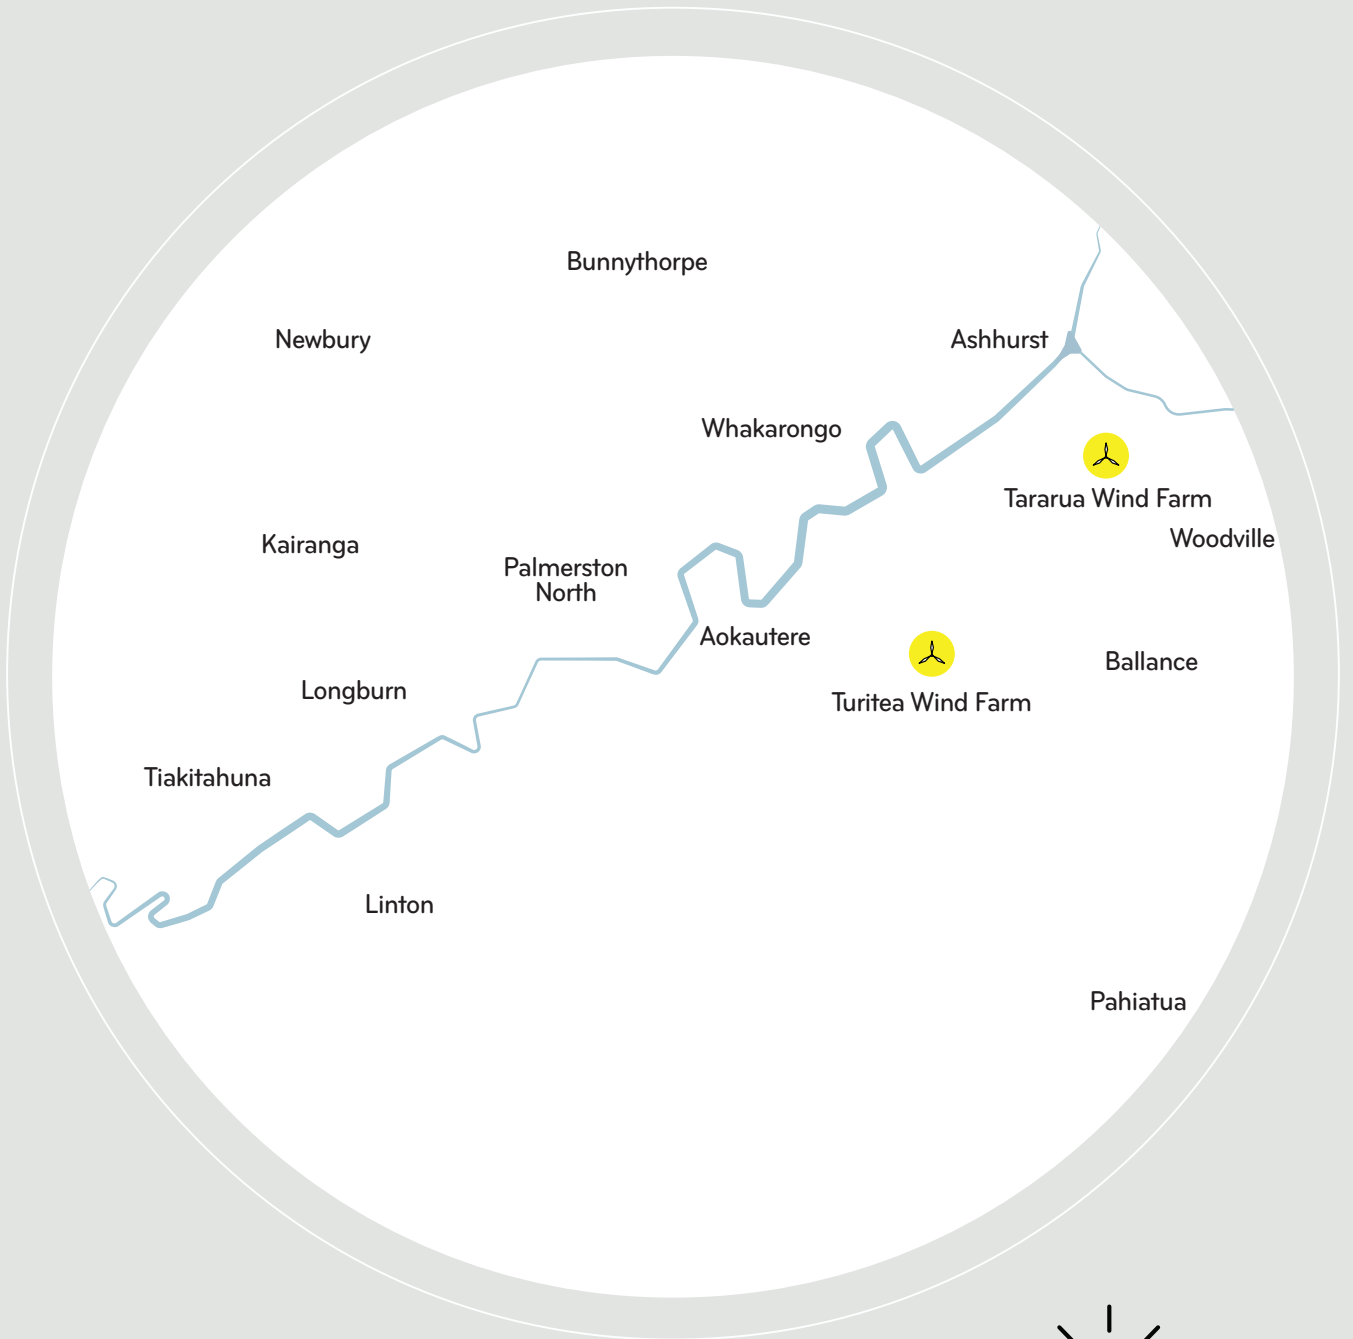 Bunnythorpe
Newbury
Ashhurst
Whakarongo
Tararua Wind Farm
Woodville
Kairanga
Palmerston
North
Aokautere
Ballance
Longburn
Turitea Wind Farm
Tiakitahuna
Linton
Pahiatua